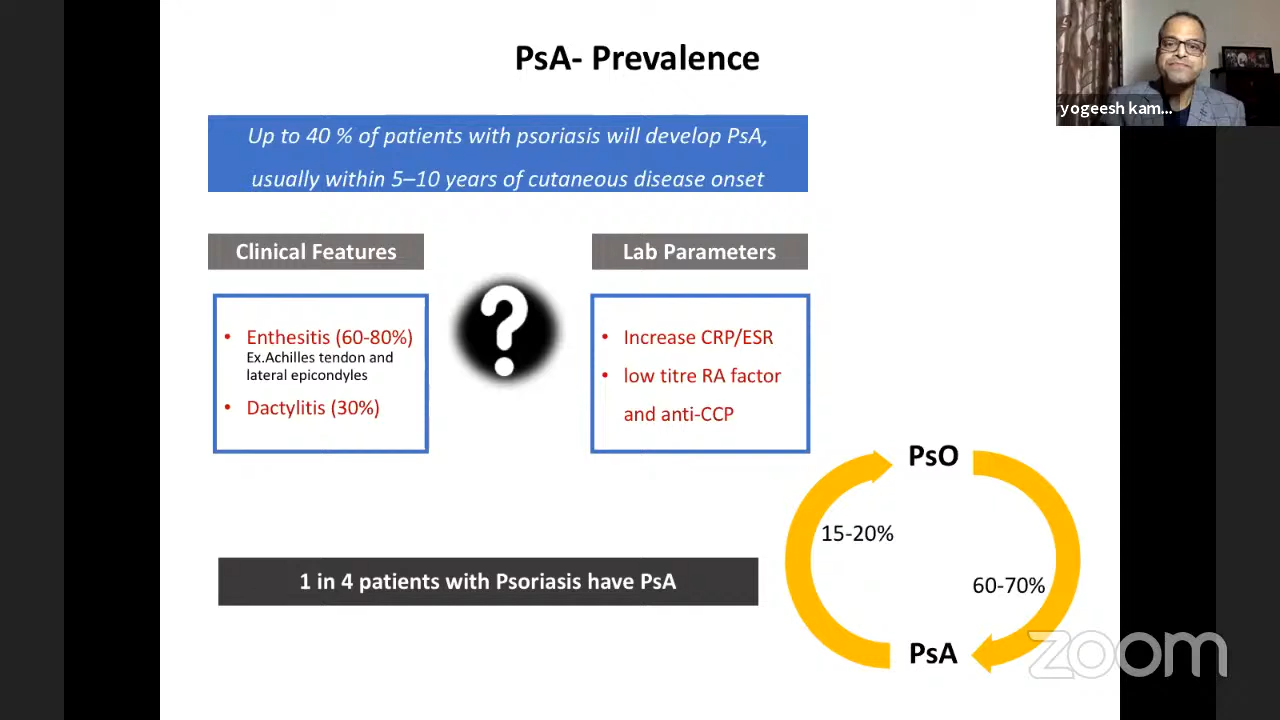 PsA- Prevalence
yogeesh kam...
Up to 40 % of patients with psoriasis will develop PsA,
usually within 5–10 years of cutaneous disease onset
Clinical Features
Lab Parameters
• Enthesitis (60-80%)
Ex.Achilles tendon and
lateral epicondyles
• Dactylitis (30%)
?
• Increase CRP/ESR
• low titre RA factor
and anti-CCP
PsO
15-20%
60-70%
PsA
1 in 4 patients with Psoriasis have PsA
zoom